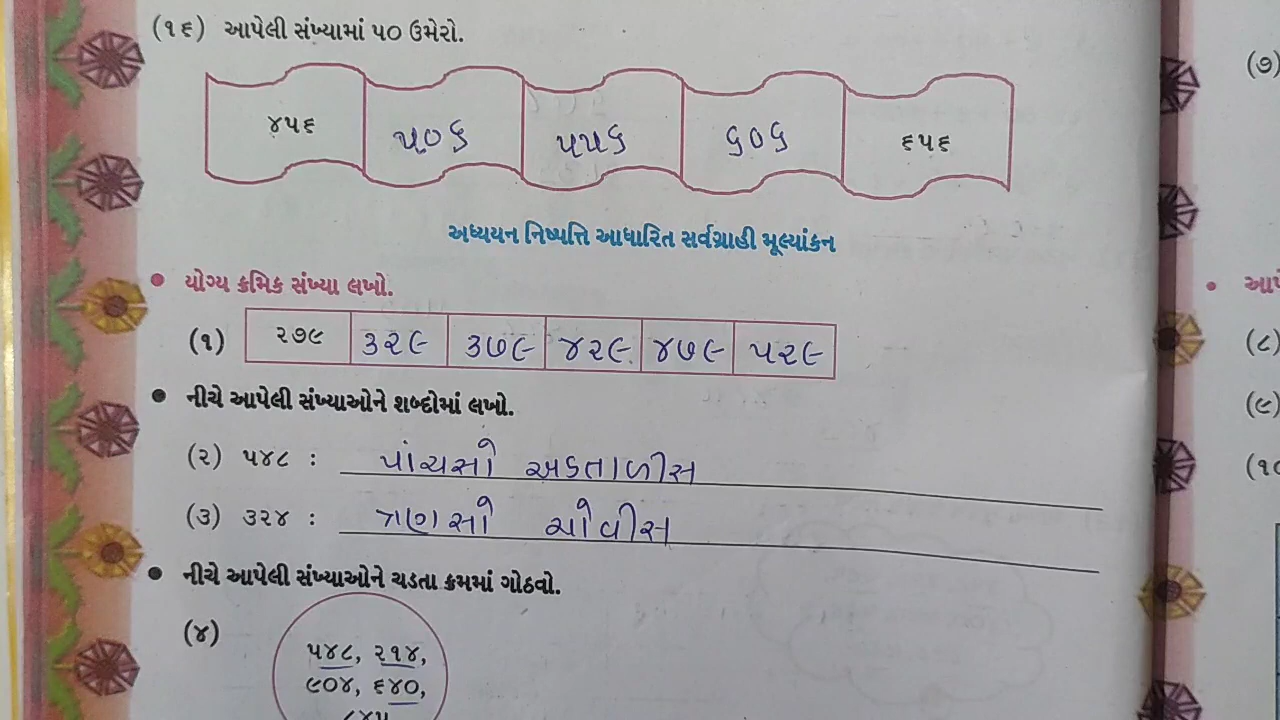 (૧૬) આપેલી સંખ્યામાં ૫૦ ઉમેરો.
૪૫૬ ૫૦૬ ૫૫૬ ૬૦૬ ૬૫૬
અધ્યયન નિષ્પત્તિ આધારિત સર્વગ્રાહી મૂલ્યાંકન
• યોગ્ય ક્રમિક સંખ્યા લખો.
(૧) ૨૭૯ ૩૨૯ ૩૭૯ ૪૨૯ ૪૭૯ ૫૨૯
• નીચે આપેલી સંખ્યાઓને શબ્દોમાં લખો.
(૨) ૫૪૮ : પાંચસો અડતાળીસ
(૩) ૩૨૪ : ત્રણસો ચોવીસ
• નીચે આપેલી સંખ્યાઓને ચડતા ક્રમમાં ગોઠવો.
(૪)
૫૪૮, ૨૧૪,
૯૦૪, ૬૪૦,
(૭)
(૮)
(૯)